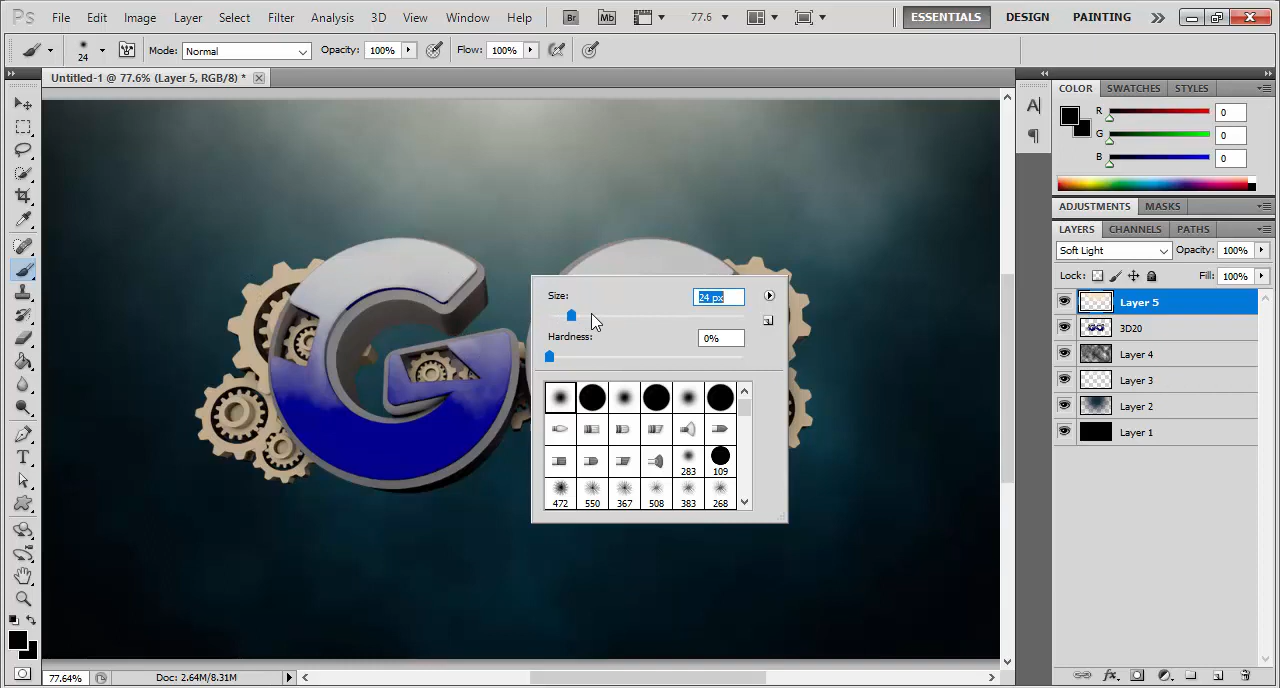 Ps File Edit Image Layer Select Filter Analysis 3D View Window Help Br Mb 77.6 ESSENTIALS DESIGN PAINTING
24 Mode: Normal Opacity: 100% Flow: 100%
Untitled-1 @ 77.6% (Layer 5, RGB/8) *
COLOR SWATCHES STYLES
R 0
G 0
B 0
ADJUSTMENTS MASKS
LAYERS CHANNELS PATHS
Soft Light Opacity: 100%
Lock: Fill: 100%
Layer 5
3D20
Layer 4
Layer 3
Layer 2
Layer 1
G
Size: 24 px
Hardness: 0%
283 109
472 550 367 508 383 268
77.64% Doc: 2.64M/8.31M